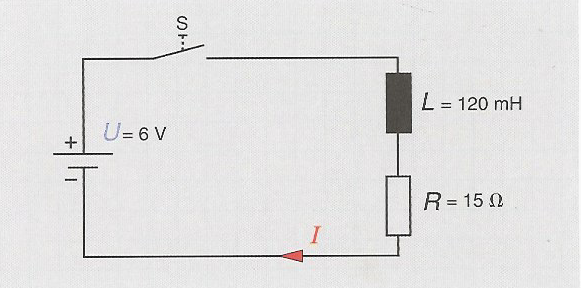 S
L = 120 mH
+
U = 6 V
−
R = 15 Ω
I